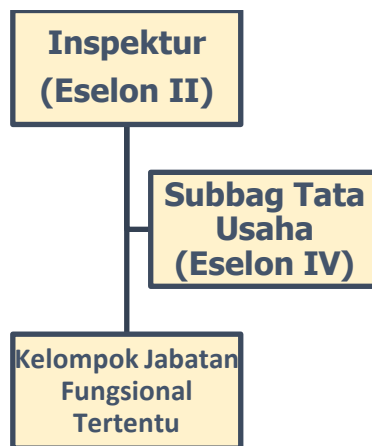 Inspektur
(Eselon II)
Subbag Tata
Usaha
(Eselon IV)
Kelompok Jabatan
Fungsional
Tertentu